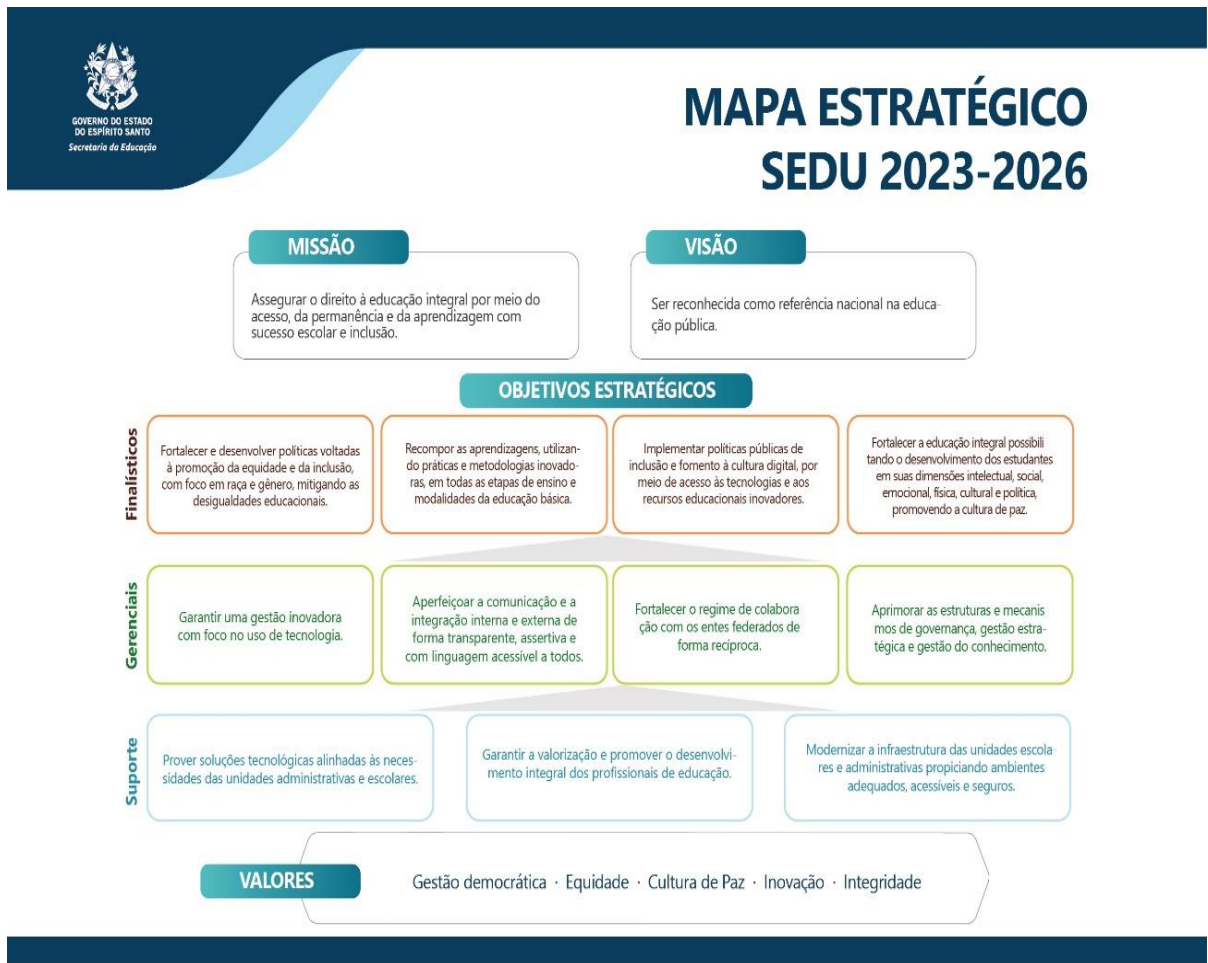 GOVERNO DO ESTADO
DO ESPÍRITO SANTO
Secretaria da Educação
MAPA ESTRATÉGICO
SEDU 2023-2026
MISSÃO
Assegurar o direito à educação integral por meio do
acesso, da permanência e da aprendizagem com
sucesso escolar e inclusão.
VISÃO
Ser reconhecida como referência nacional na educa-
ção pública.
OBJETIVOS ESTRATÉGICOS
Finalísticos
Fortalecer e desenvolver políticas voltadas
à promoção da equidade e da inclusão,
com foco em raça e gênero, mitigando as
desigualdades educacionais.
Recompor as aprendizagens, utilizan-
do práticas e metodologias inovado-
ras, em todas as etapas de ensino e
modalidades da educação básica.
Implementar políticas públicas de
inclusão e fomento à cultura digital, por
meio de acesso às tecnologias e aos
recursos educacionais inovadores.
Fortalecer a educação integral possibili
tando o desenvolvimento dos estudantes
em suas dimensões intelectual, social,
emocional, física, cultural e política,
promovendo a cultura de paz.
Gerenciais
Garantir uma gestão inovadora
com foco no uso de tecnologia.
Aperfeiçoar a comunicação e a
integração interna e externa de
forma transparente, assertiva e
com linguagem acessível a todos.
Fortalecer o regime de colabora
ção com os entes federados de
forma recíproca.
Aprimorar as estruturas e mecanis
mos de governança, gestão estra-
tégica e gestão do conhecimento.
Suporte
Prover soluções tecnológicas alinhadas às neces-
sidades das unidades administrativas e escolares.
Garantir a valorização e promover o desenvolvi-
mento integral dos profissionais de educação.
Modernizar a infraestrutura das unidades escola-
res e administrativas propiciando ambientes
adequados, acessíveis e seguros.
VALORES
Gestão democrática · Equidade · Cultura de Paz · Inovação · Integridade